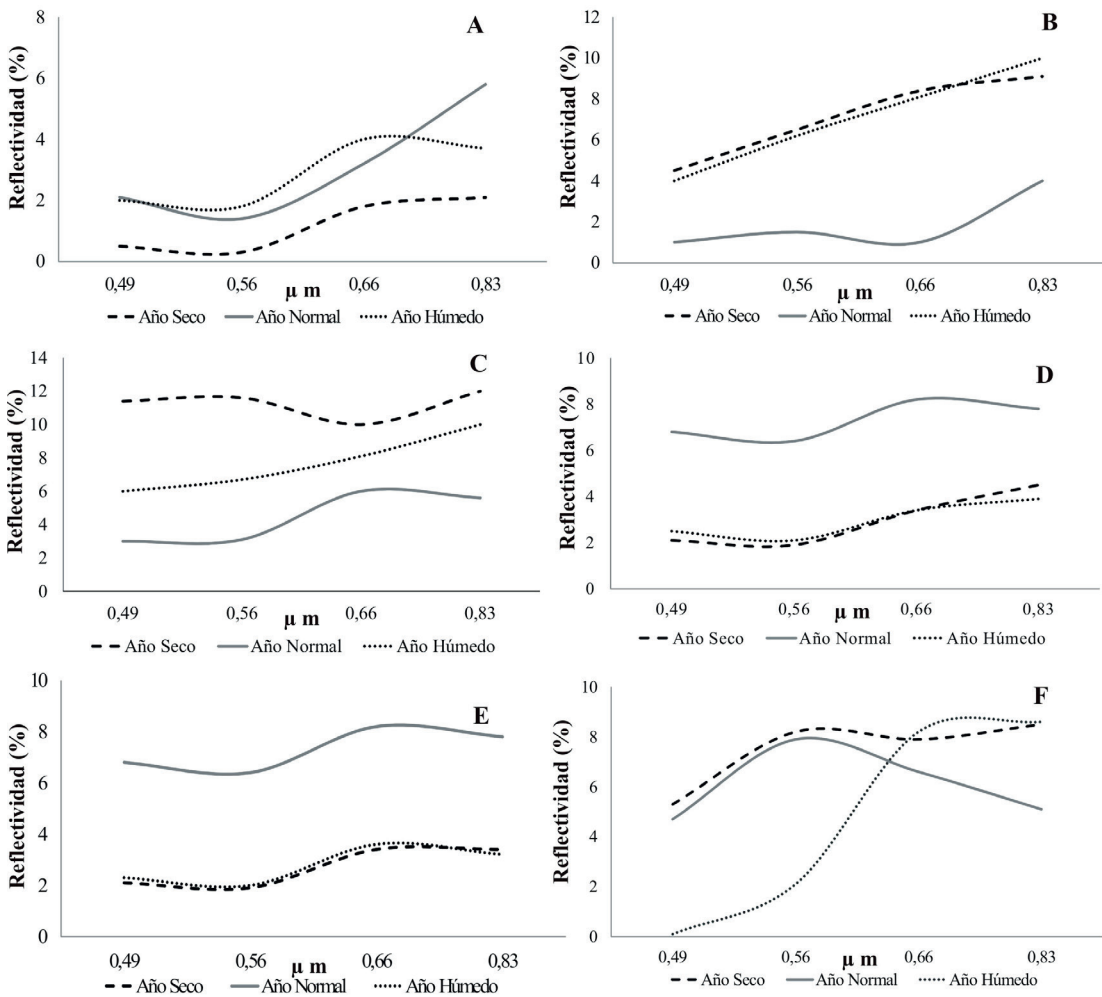 A
Reflectividad (%)
8
6
4
2
0
0,49 0,56 0,66 0,83
µ m
Año Seco Año Normal Año Húmedo
B
Reflectividad (%)
12
10
8
6
4
2
0
0,49 0,56 0,66 0,83
µ m
Año Seco Año Normal Año Húmedo
C
Reflectividad (%)
14
12
10
8
6
4
2
0
0,49 0,56 0,66 0,83
µ m
Año Seco Año Normal Año Húmedo
D
Reflectividad (%)
10
8
6
4
2
0
0,49 0,56 0,66 0,83
µ m
Año Seco Año Normal Año Húmedo
E
Reflectividad (%)
10
8
6
4
2
0
0,49 0,56 0,66 0,83
µ m
Año Seco Año Normal Año Húmedo
F
Reflectividad (%)
10
8
6
4
2
0
0,49 0,56 0,66 0,83
µ m
Año Seco Año Normal Año Húmedo